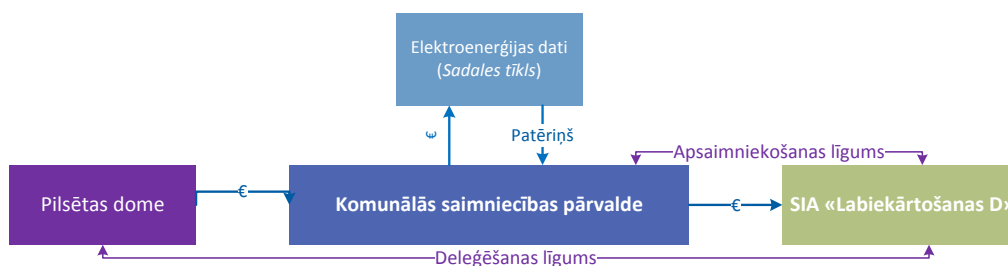 Elektroenerģijas dati
(Sadales tīkls)
€
Patēriņš
Apsaimniekošanas līgums
Pilsētas dome
€
Komunālās saimniecības pārvalde
€
SIA «Labiekārtošanas D»
Deleģēšanas līgums